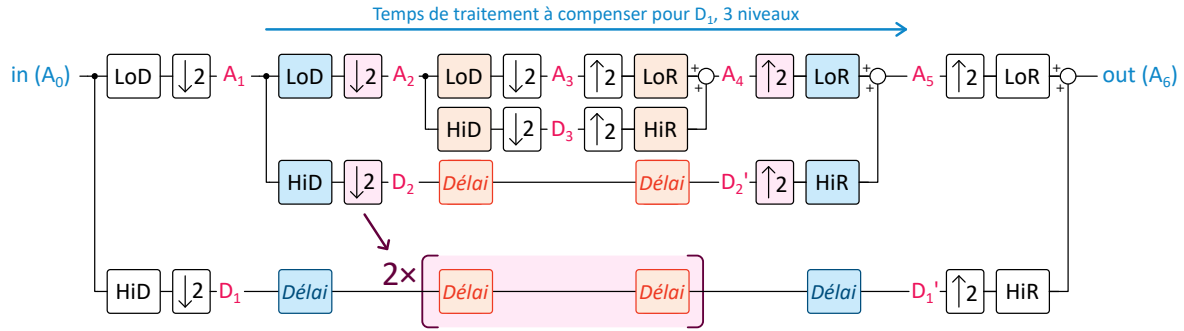 Temps de traitement à compenser pour D₁, 3 niveaux
in (A₀) LoD ↓2 A₁ LoD ↓2 A₂ LoD ↓2 A₃ ↑2 LoR + + A₄ ↑2 LoR + + A₅ ↑2 LoR + + out (A₆)
HiD ↓2 D₃ ↑2 HiR
HiD ↓2 D₂ Délai Délai D₂' ↑2 HiR
2×
HiD ↓2 D₁ Délai Délai Délai Délai D₁' ↑2 HiR